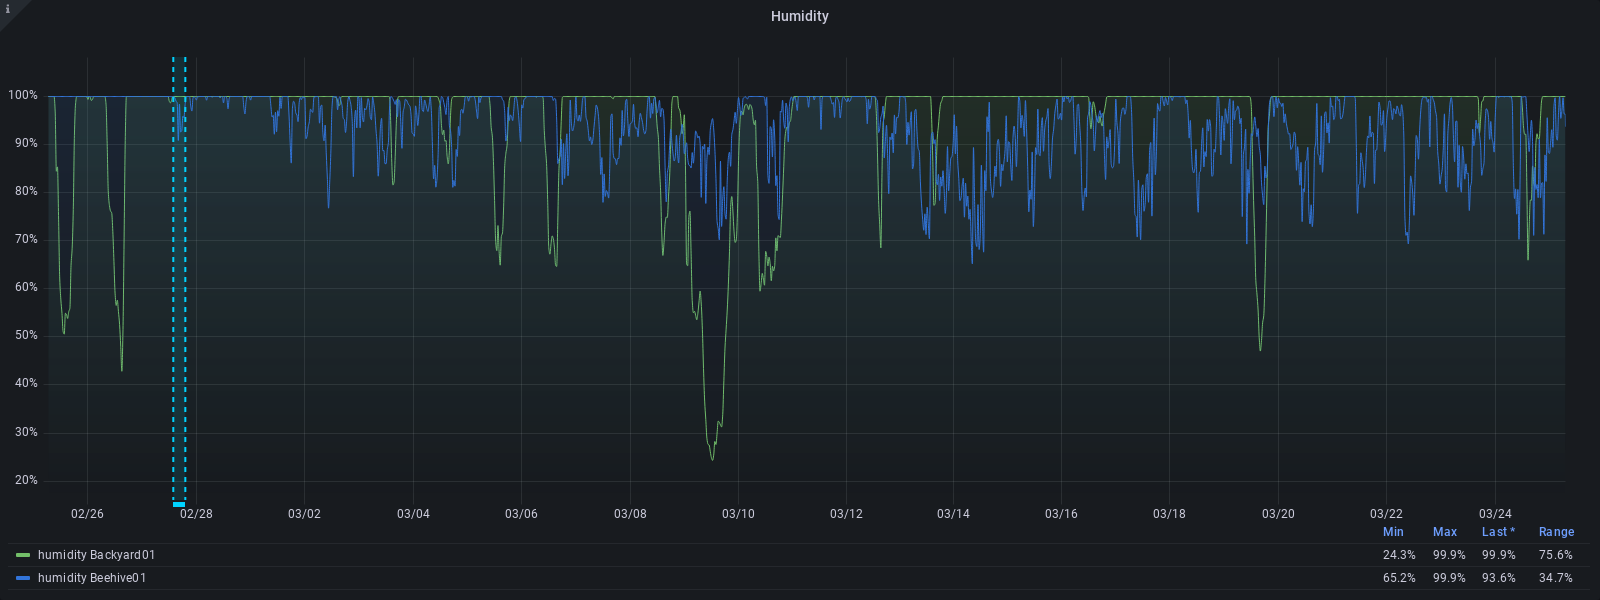 i
Humidity
100%
90%
80%
70%
60%
50%
40%
30%
20%
02/26 02/28 03/02 03/04 03/06 03/08 03/10 03/12 03/14 03/16 03/18 03/20 03/22 03/24
Min Max Last * Range
humidity Backyard01 24.3% 99.9% 99.9% 75.6%
humidity Beehive01 65.2% 99.9% 93.6% 34.7%